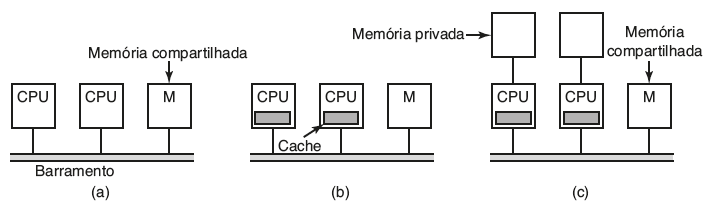 Memória compartilhada
CPU
CPU
M
Barramento
(a)
CPU
CPU
M
Cache
(b)
Memória privada
Memória
compartilhada
CPU
CPU
M
(c)